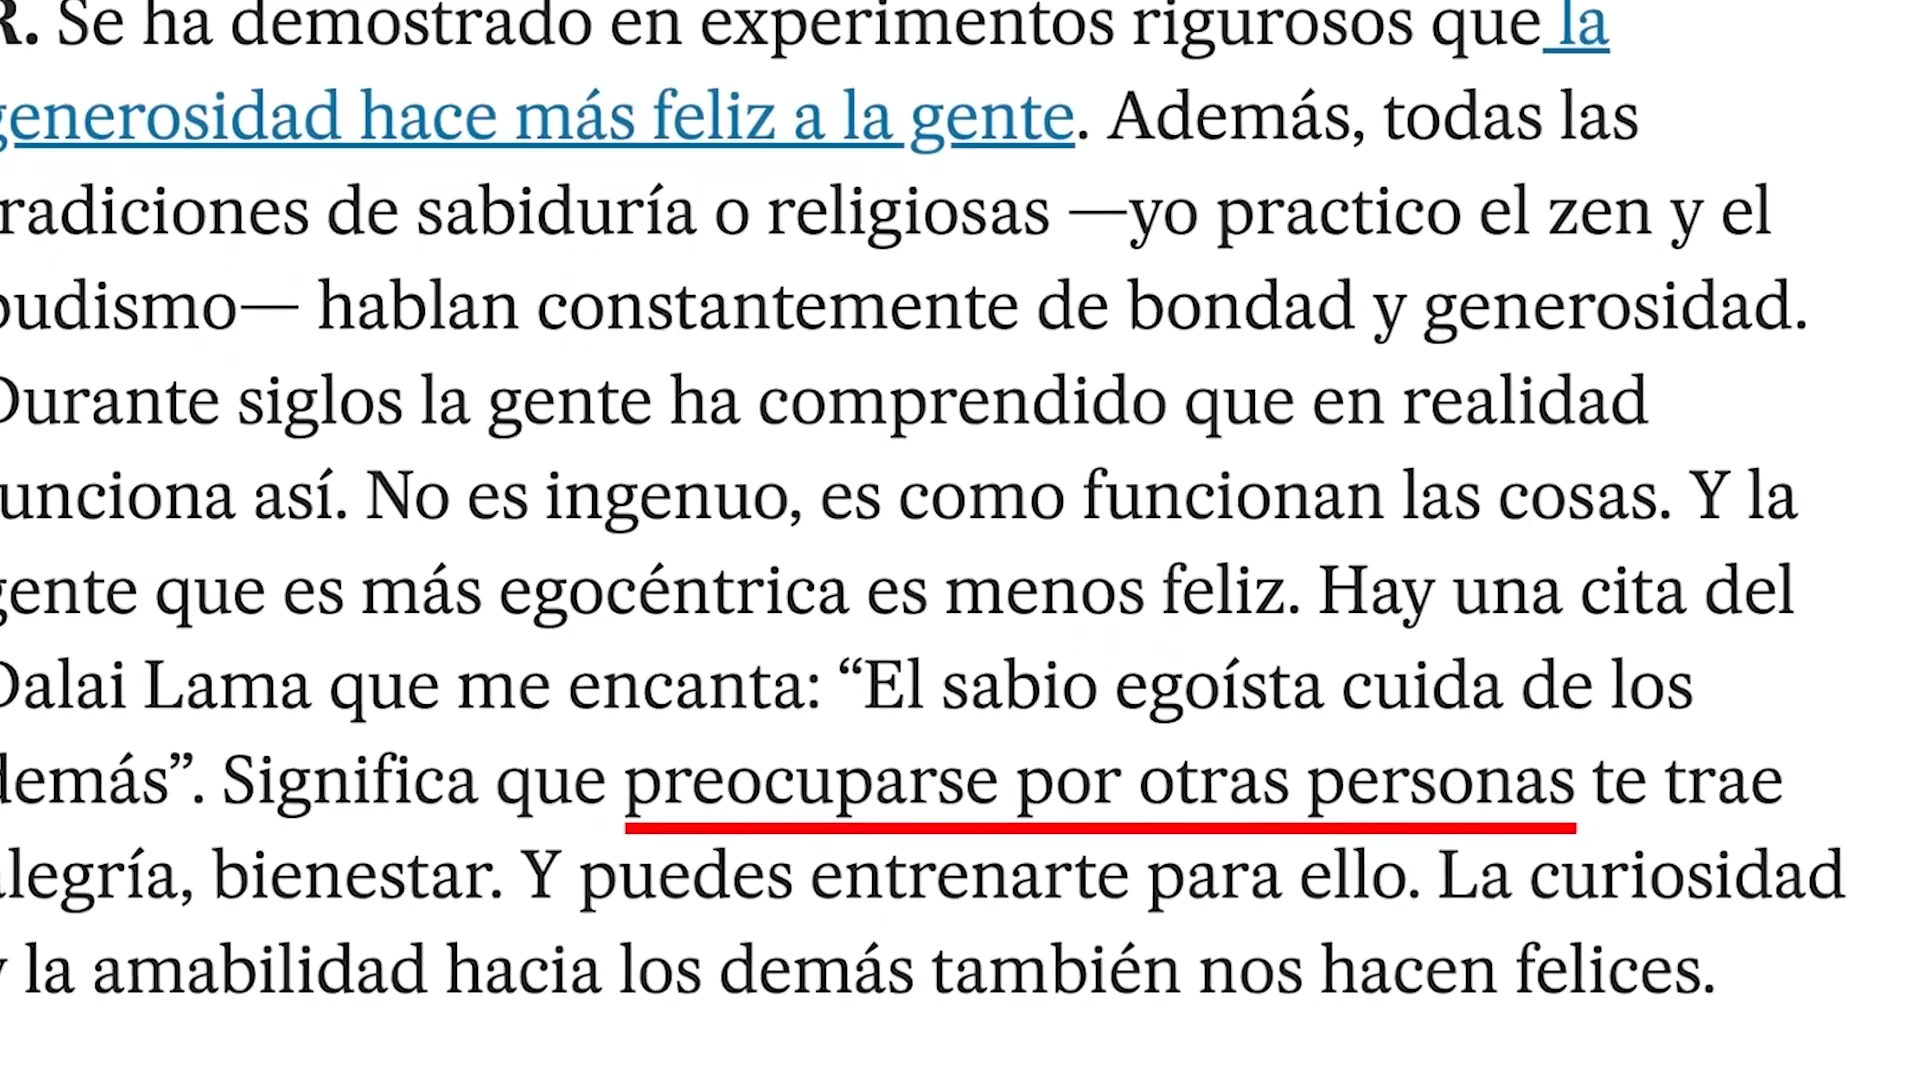 R. Se ha demostrado en experimentos rigurosos que la
generosidad hace más feliz a la gente. Además, todas las
tradiciones de sabiduría o religiosas —yo practico el zen y el
budismo— hablan constantemente de bondad y generosidad.
Durante siglos la gente ha comprendido que en realidad
funciona así. No es ingenuo, es como funcionan las cosas. Y la
gente que es más egocéntrica es menos feliz. Hay una cita del
Dalai Lama que me encanta: “El sabio egoísta cuida de los
demás”. Significa que preocuparse por otras personas te trae
alegría, bienestar. Y puedes entrenarte para ello. La curiosidad
y la amabilidad hacia los demás también nos hacen felices.